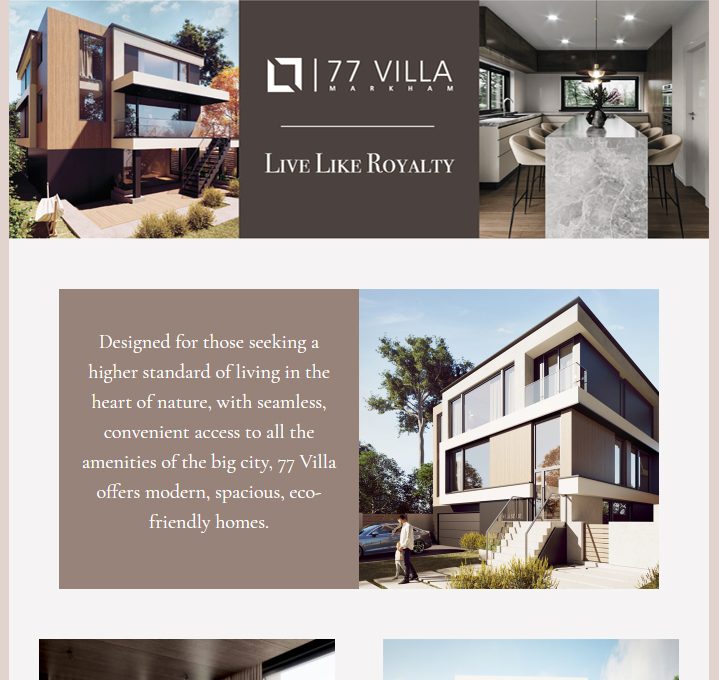 77 VILLA
MARKHAM
LIVE LIKE ROYALTY
Designed for those seeking a
higher standard of living in the
heart of nature, with seamless,
convenient access to all the
amenities of the big city, 77 Villa
offers modern, spacious, eco-
friendly homes.